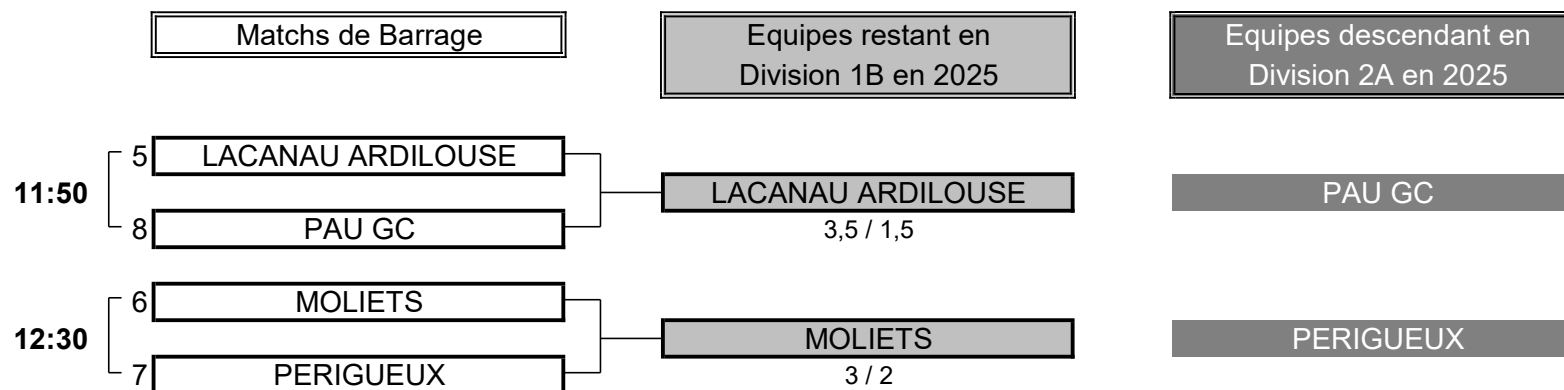 Matchs de Barrage
Equipes restant en
Division 1B en 2025
Equipes descendant en
Division 2A en 2025
11:50
5 LACANAU ARDILOUSE
8 PAU GC
LACANAU ARDILOUSE
3,5 / 1,5
PAU GC
12:30
6 MOLIETS
7 PERIGUEUX
MOLIETS
3 / 2
PERIGUEUX